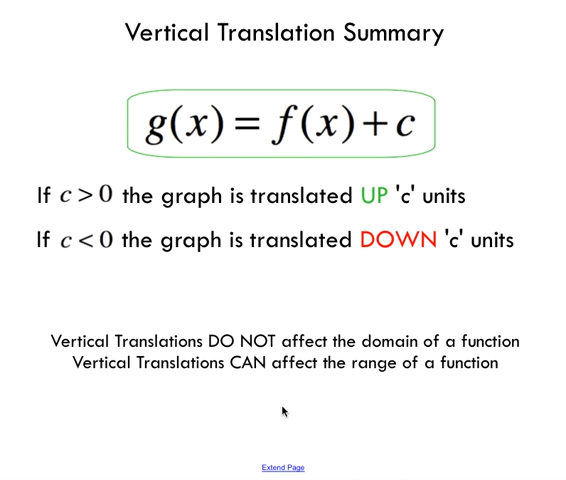 Vertical Translation Summary
g(x) = f(x) + c
If c > 0 the graph is translated UP 'c' units
If c < 0 the graph is translated DOWN 'c' units
Vertical Translations DO NOT affect the domain of a function
Vertical Translations CAN affect the range of a function
Extend Page